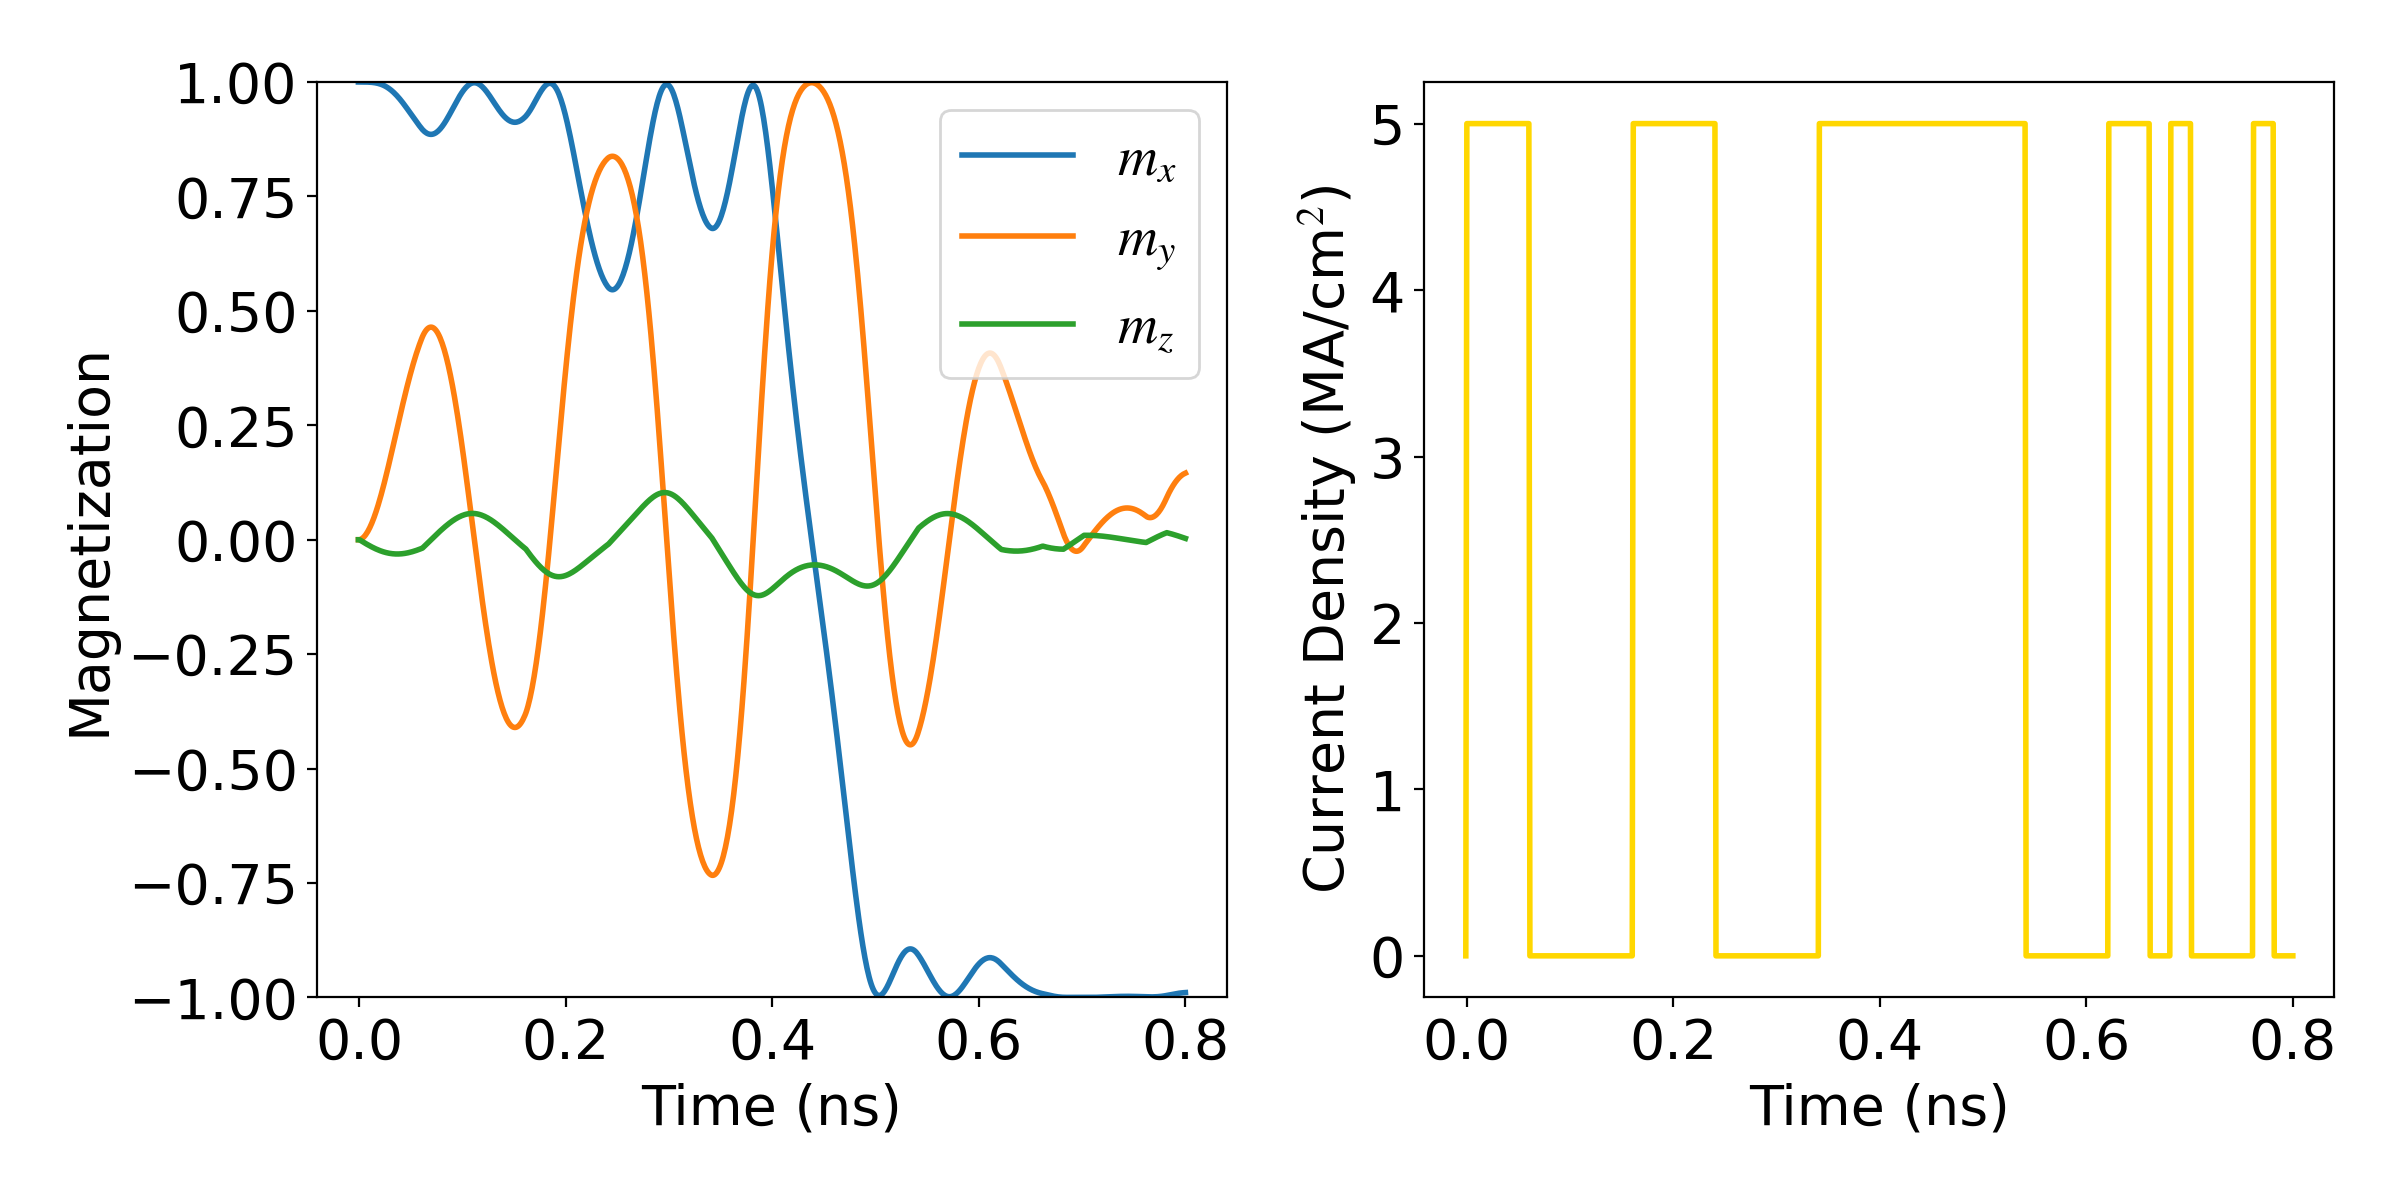 1.00
0.75
0.50
0.25
0.00
−0.25
−0.50
−0.75
−1.00
Magnetization
0.0 0.2 0.4 0.6 0.8
Time (ns)
mₓ
m_y
m_z
5
4
3
2
1
0
Current Density (MA/cm²)
0.0 0.2 0.4 0.6 0.8
Time (ns)